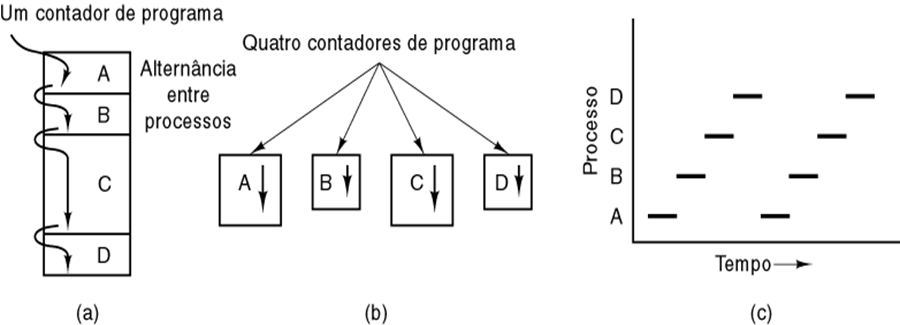 Um contador de programa
A
B
C
D
Alternância
entre
processos
(a)
Quatro contadores de programa
A
B
C
D
(b)
Processo
D
C
B
A
Tempo
(c)